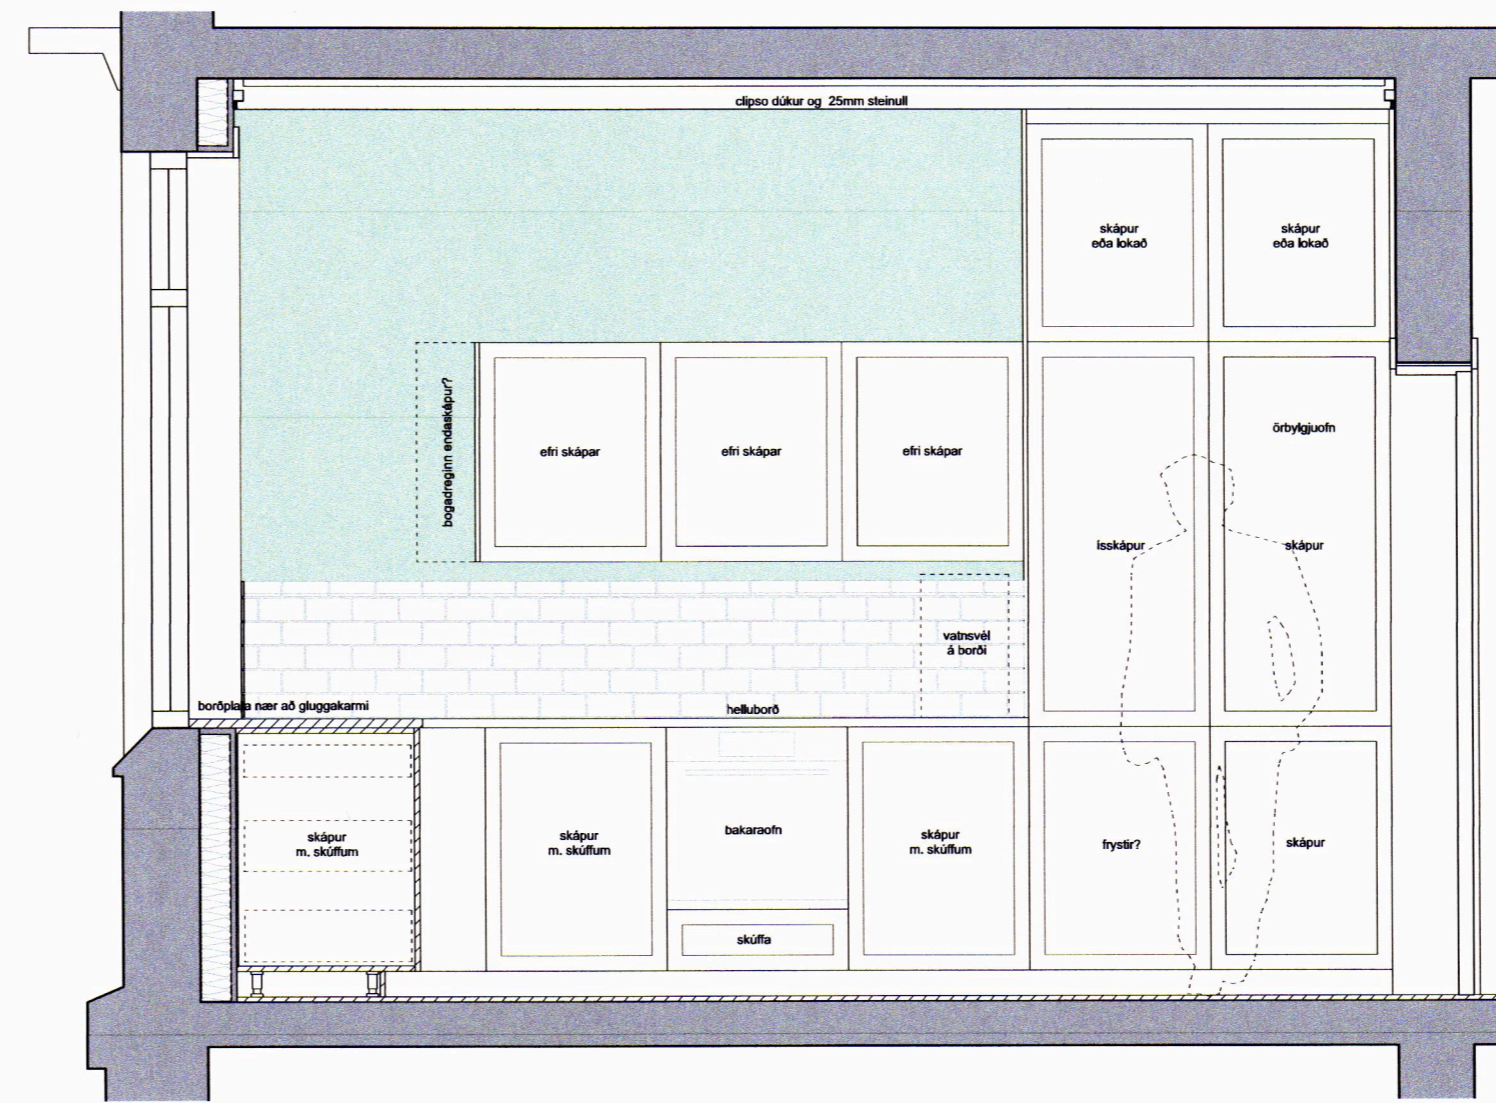 clipso dúkur og 25mm steinull
skápur
eða lokað
skápur
eða lokað
bogadreginn endaskápur?
efri skápar
efri skápar
efri skápar
örbylgjuofn
ísskápur
skápur
vatnsvél
á borði
borðplata nær að gluggakarmi
helluborð
skápur
m. skúffum
skápur
m. skúffum
bakaraofn
skápur
m. skúffum
frystir?
skápur
skúffa